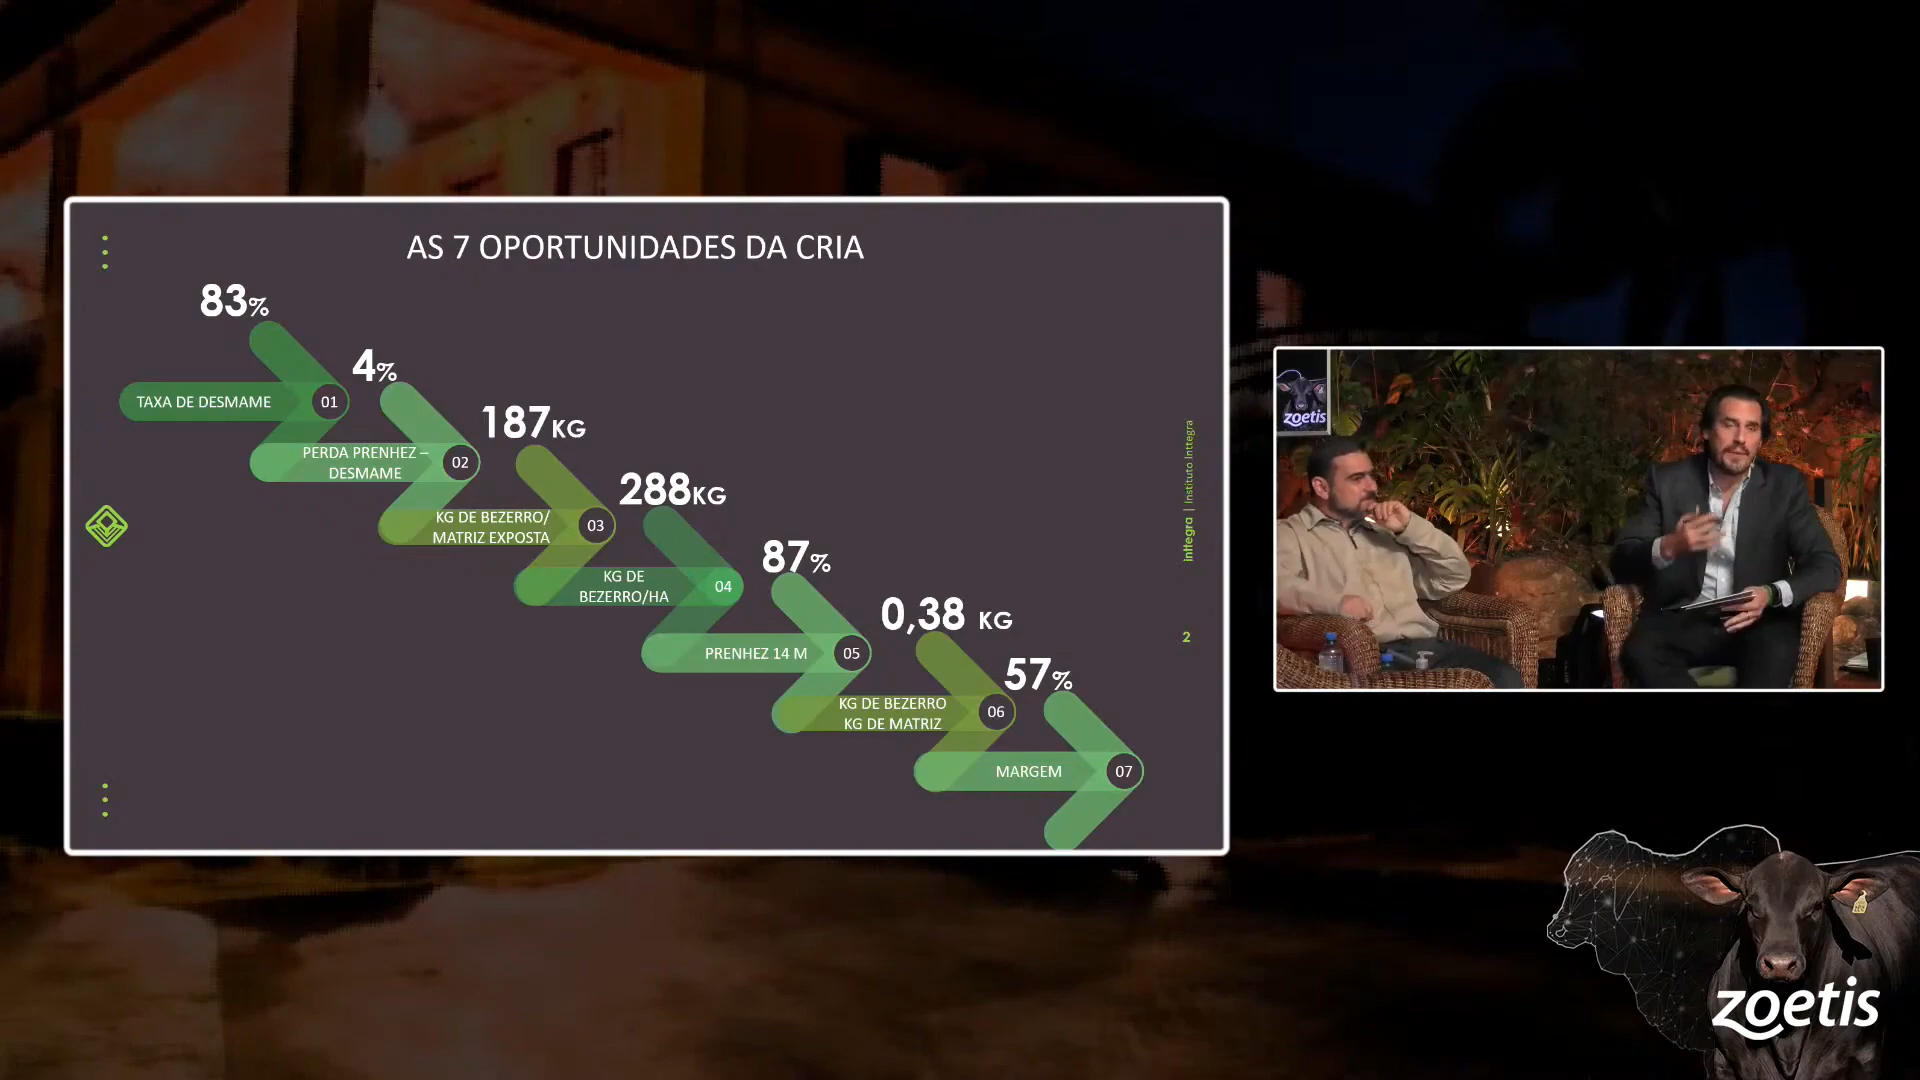 AS 7 OPORTUNIDADES DA CRIA
83%
TAXA DE DESMAME
01
4%
PERDA PRENHEZ –
DESMAME
02
187KG
KG DE BEZERRO/
MATRIZ EXPOSTA
03
288KG
KG DE
BEZERRO/HA
04
87%
PRENHEZ 14 M
05
0,38 KG
KG DE BEZERRO
KG DE MATRIZ
06
57%
MARGEM
07
inttegra | Instituto Inttegra
2
zoetis
zoetis